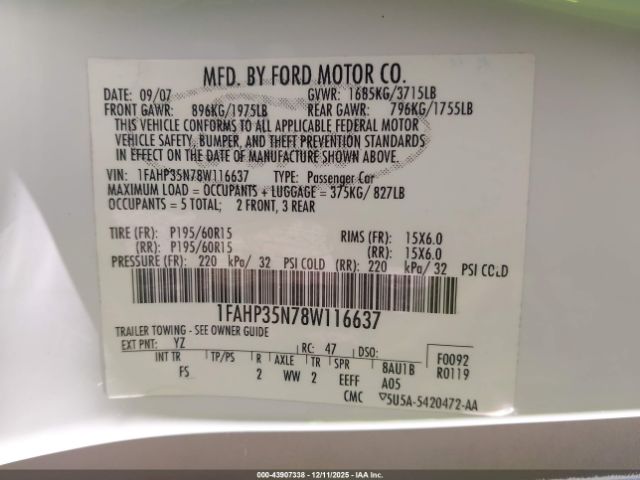 MFD. BY FORD MOTOR CO.
DATE: 09/07 GVWR: 1685KG/3715LB
FRONT GAWR: 896KG/1975LB REAR GAWR: 796KG/1755LB
THIS VEHICLE CONFORMS TO ALL APPLICABLE FEDERAL MOTOR
VEHICLE SAFETY, BUMPER, AND THEFT PREVENTION STANDARDS
IN EFFECT ON THE DATE OF MANUFACTURE SHOWN ABOVE.
VIN: 1FAHP35N78W116637 TYPE: Passenger Car
MAXIMUM LOAD = OCCUPANTS + LUGGAGE = 375KG/ 827LB
OCCUPANTS = 5 TOTAL; 2 FRONT, 3 REAR
TIRE (FR): P195/60R15 RIMS (FR): 15X6.0
(RR): P195/60R15 (RR): 15X6.0
PRESSURE (FR): 220 kPa/ 32 PSI COLD (RR): 220 kPa/ 32 PSI COLD
1FAHP35N78W116637
TRAILER TOWING - SEE OWNER GUIDE
EXT PNT: YZ RC: 47 DSO: F0092
INT TR TP/PS R AXLE TR SPR 8AU1B R0119
FS 2 WW 2 EEFF A05
CMC ▽5U5A-5420472-AA
000-43907338 - 12/11/2025 - COPART, INC.